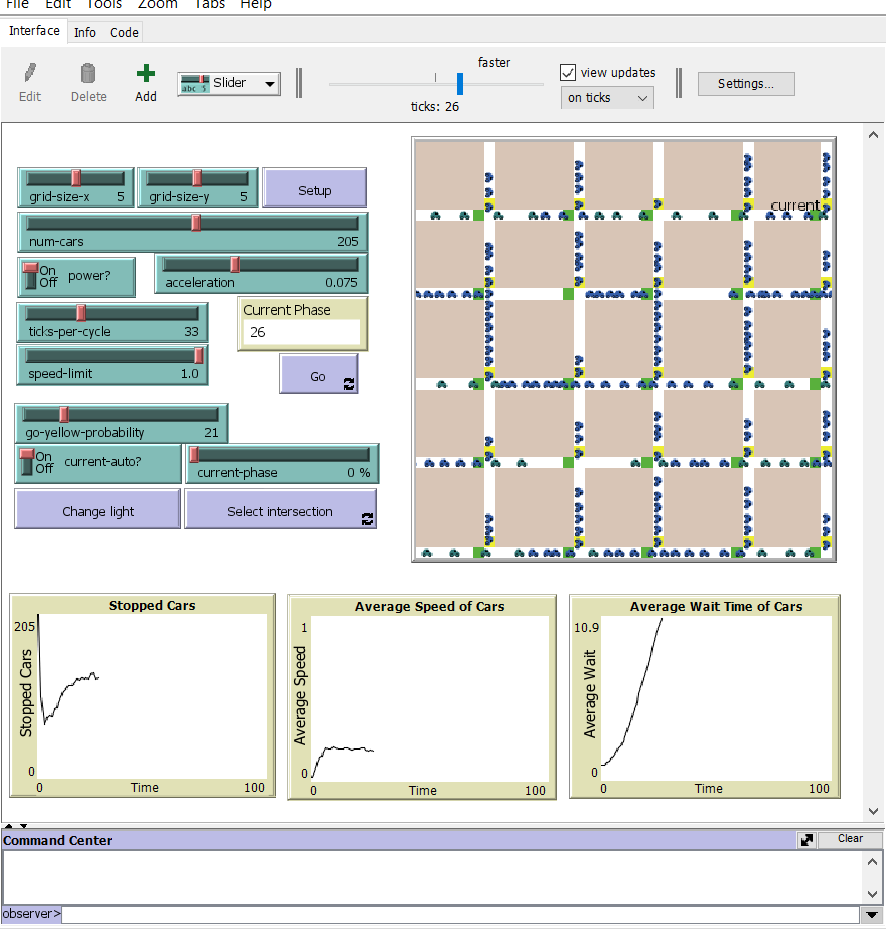 File Edit Tools Zoom Tabs Help
Interface Info Code
Edit Delete Add
abc 5 Slider
faster
ticks: 26
view updates
on ticks
Settings...
grid-size-x 5
grid-size-y 5
Setup
num-cars 205
On
Off
power?
acceleration 0.075
ticks-per-cycle 33
Current Phase
26
speed-limit 1.0
Go
go-yellow-probability 21
On
Off
current-auto?
current-phase 0 %
Change light
Select intersection
current
Stopped Cars
205
Stopped Cars
0
0 Time 100
Average Speed of Cars
1
Average Speed
0
0 Time 100
Average Wait Time of Cars
10.9
Average Wait
0
0 Time 100
Command Center
Clear
observer>